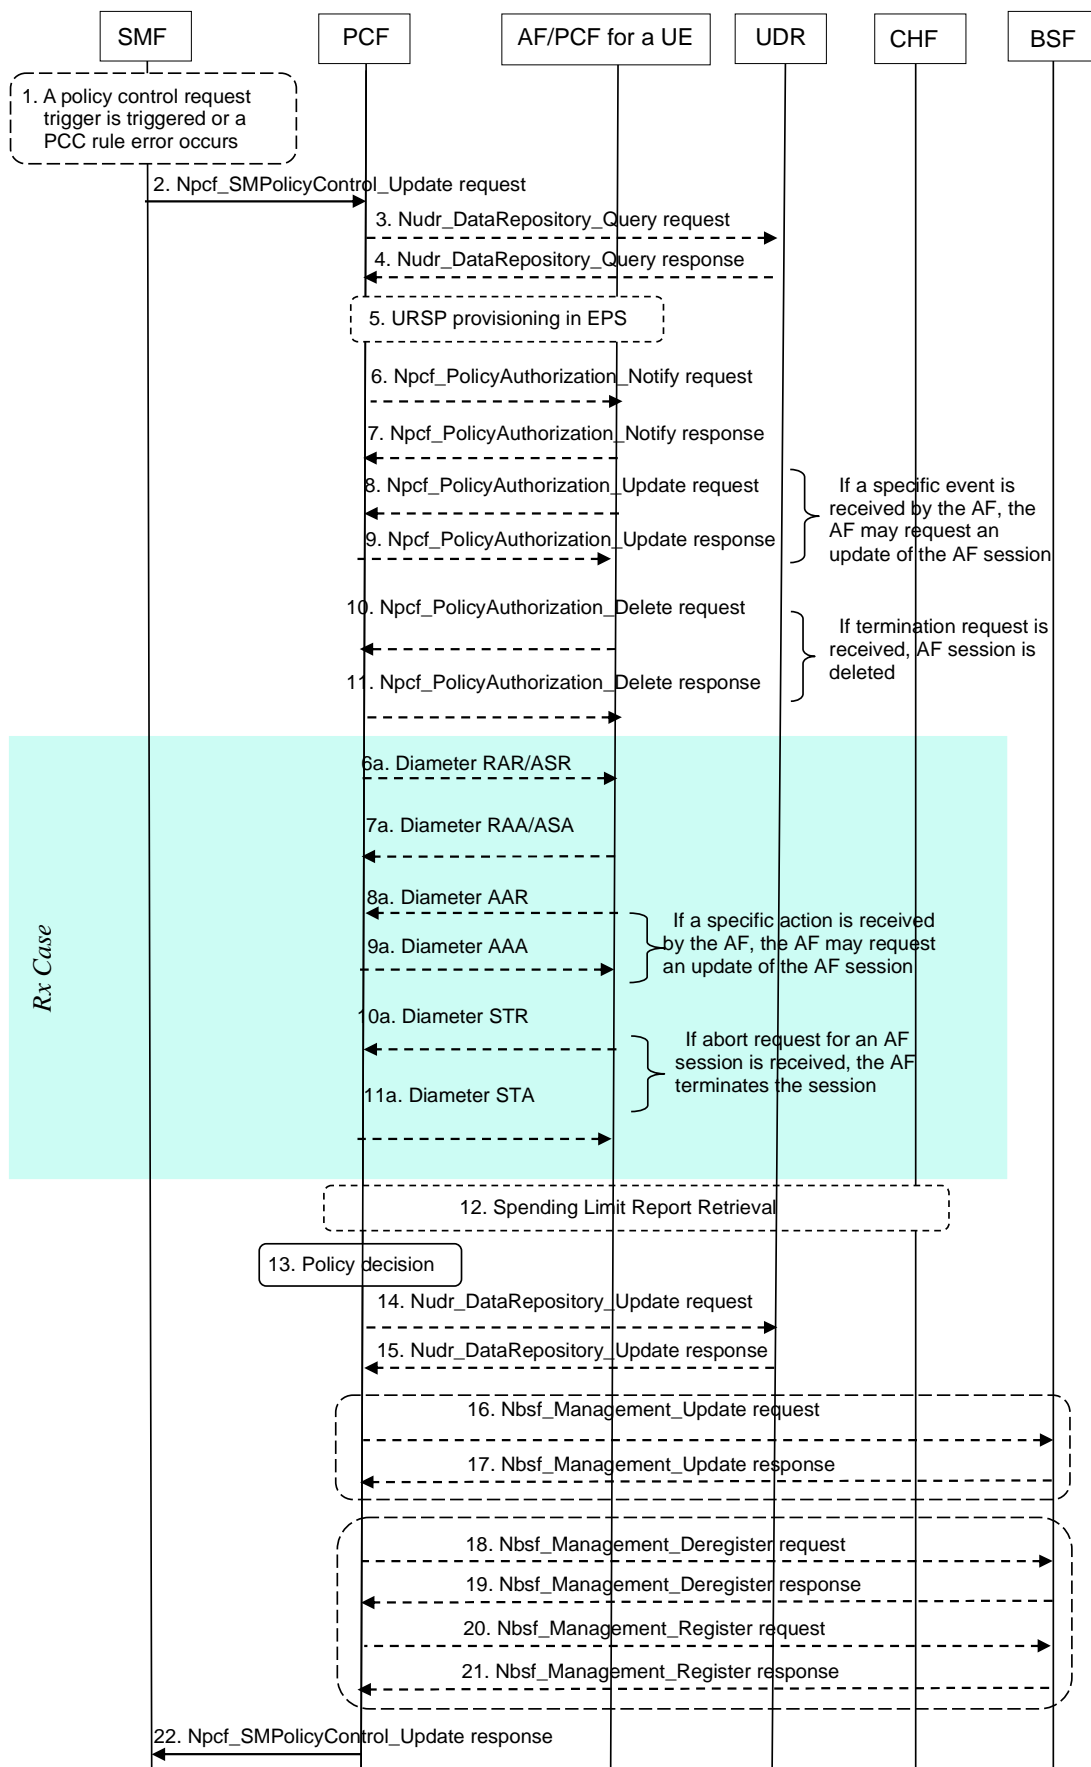 SMF
PCF
AF/PCF for a UE
UDR
CHF
BSF
1. A policy control request
trigger is triggered or a
PCC rule error occurs
2. Npcf_SMPolicyControl_Update request
3. Nudr_DataRepository_Query request
4. Nudr_DataRepository_Query response
5. URSP provisioning in EPS
6. Npcf_PolicyAuthorization_Notify request
7. Npcf_PolicyAuthorization_Notify response
8. Npcf_PolicyAuthorization_Update request
9. Npcf_PolicyAuthorization_Update response
If a specific event is
received by the AF, the
AF may request an
update of the AF session
10. Npcf_PolicyAuthorization_Delete request
11. Npcf_PolicyAuthorization_Delete response
If termination request is
received, AF session is
deleted
Rx Case
6a. Diameter RAR/ASR
7a. Diameter RAA/ASA
8a. Diameter AAR
9a. Diameter AAA
If a specific action is received
by the AF, the AF may request
an update of the AF session
10a. Diameter STR
11a. Diameter STA
If abort request for an AF
session is received, the AF
terminates the session
12. Spending Limit Report Retrieval
13. Policy decision
14. Nudr_DataRepository_Update request
15. Nudr_DataRepository_Update response
16. Nbsf_Management_Update request
17. Nbsf_Management_Update response
18. Nbsf_Management_Deregister request
19. Nbsf_Management_Deregister response
20. Nbsf_Management_Register request
21. Nbsf_Management_Register response
22. Npcf_SMPolicyControl_Update response